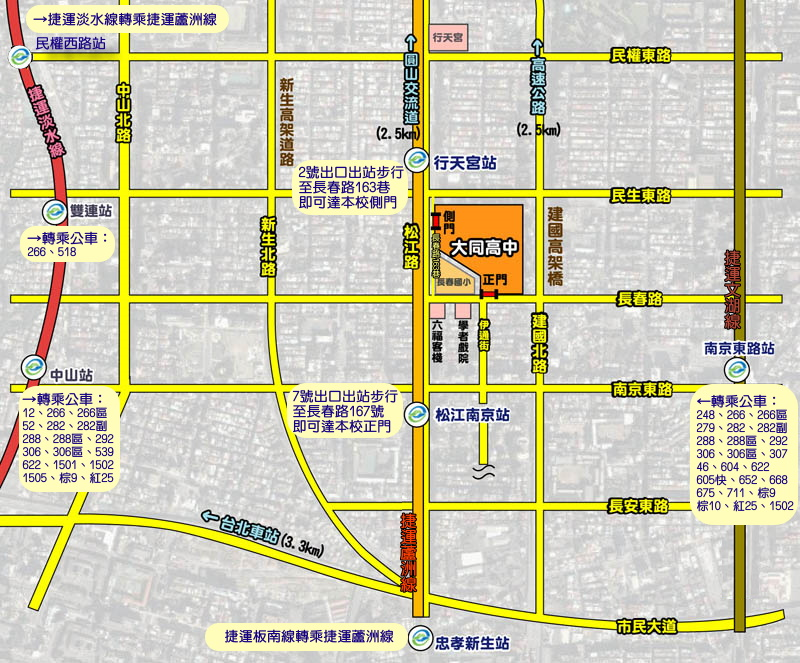 →捷運淡水線轉乘捷運蘆洲線
民權西路站
行天宮
民權東路
捷運淡水線
中山北路
新生高架道路
↑圓山交流道
(2.5km)
↑高速公路
(2.5km)
2號出口出站步行
至長春路163巷
即可達本校側門
行天宮站
民生東路
雙連站
→轉乘公車：
266、518
新生北路
松江路
側門
大同高中
長春國小
正門
建國高架橋
捷運文湖線
長春路
六福客棧
學者戲院
伊通街
建國北路
南京東路站
中山站
南京東路
→轉乘公車：
12、266、266區
52、282、282副
288、288區、292
306、306區、539
622、1501、1502
1505、棕9、紅25
7號出口出站步行
至長春路167號
即可達本校正門
松江南京站
←轉乘公車：
248、266、266區
279、282、282副
288、288區、292
306、306區、307
46、604、622
605快、652、668
675、711、棕9
棕10、紅25、1502
長安東路
←台北車站(3.3km)
捷運蘆洲線
市民大道
捷運板南線轉乘捷運蘆洲線
忠孝新生站